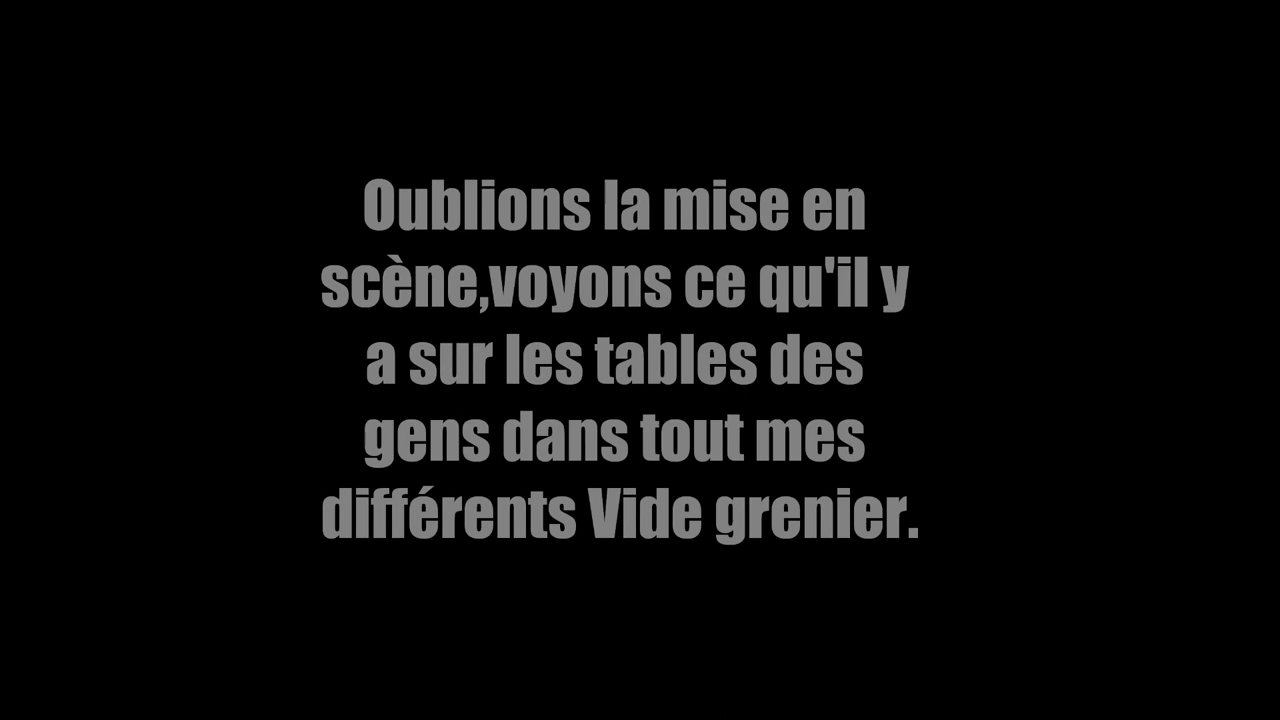 Oublions la mise en
scène,voyons ce qu'il y
a sur les tables des
gens dans tout mes
différents Vide grenier.